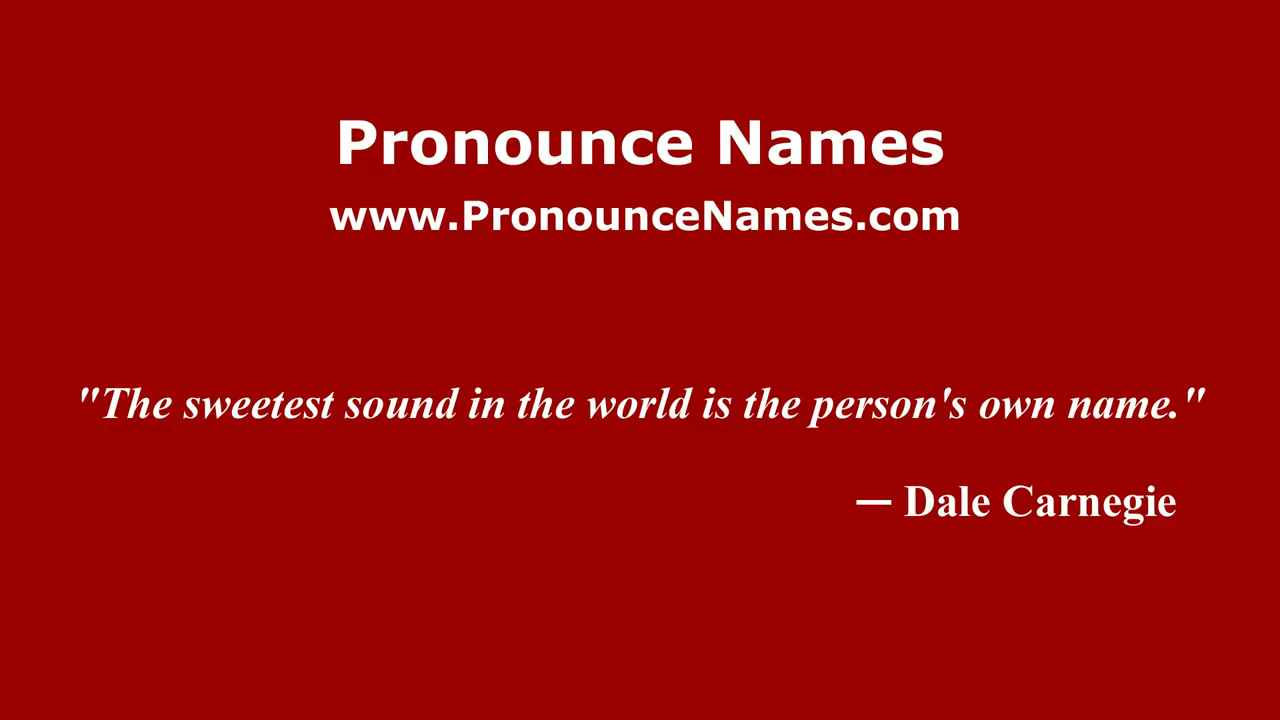 Pronounce Names
www.PronounceNames.com
"The sweetest sound in the world is the person's own name."
— Dale Carnegie